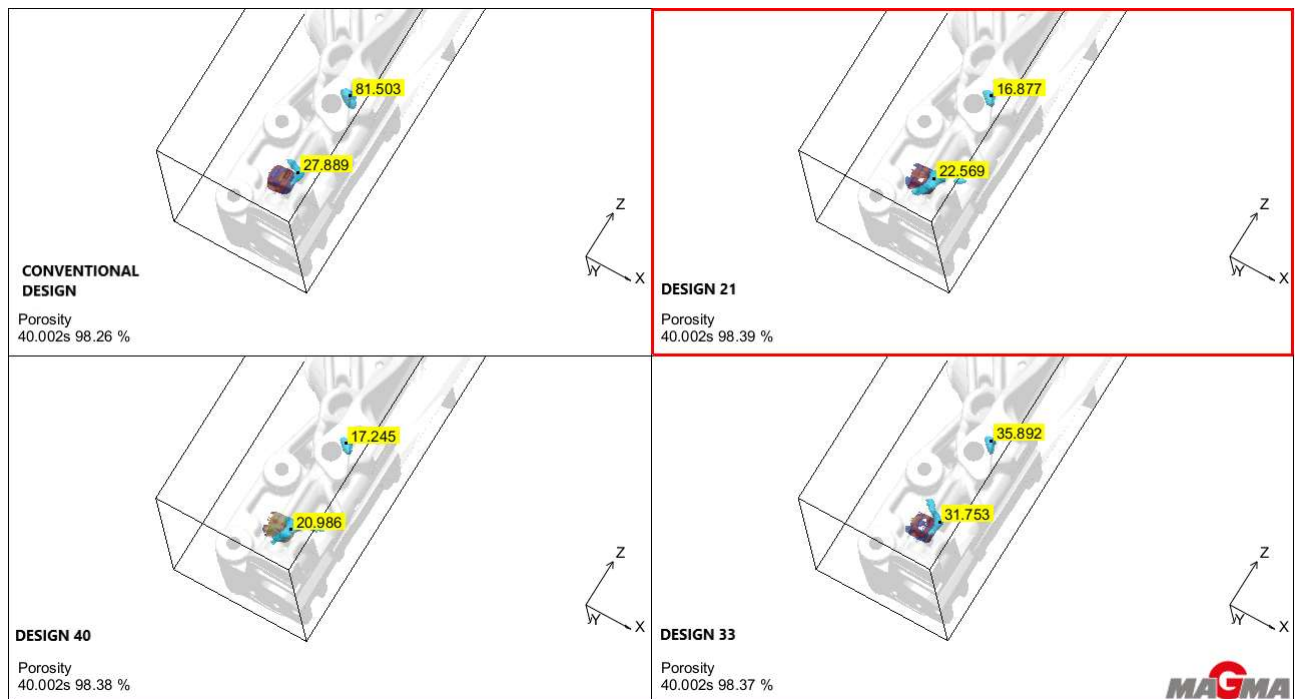 81.503
27.889
Z
Y
X
CONVENTIONAL
DESIGN
Porosity
40.002s 98.26 %
16.877
22.569
Z
Y
X
DESIGN 21
Porosity
40.002s 98.39 %
17.245
20.986
Z
Y
X
DESIGN 40
Porosity
40.002s 98.38 %
35.892
31.753
Z
Y
X
DESIGN 33
Porosity
40.002s 98.37 %
MAGMA